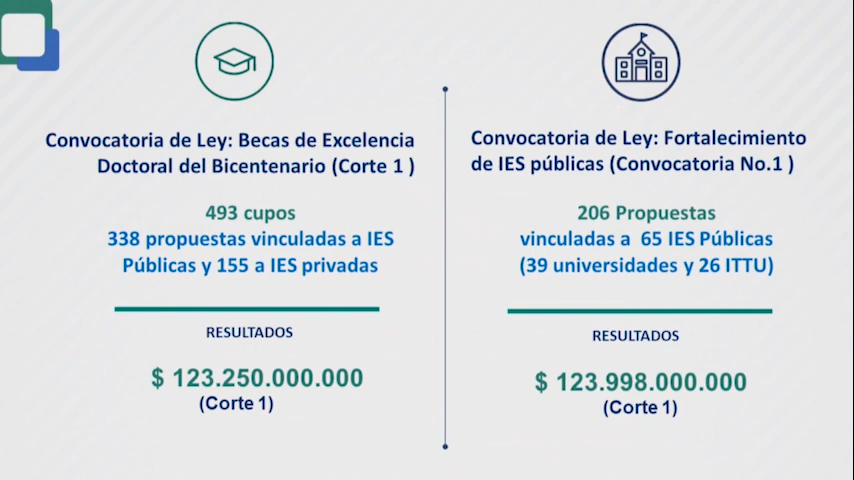 Convocatoria de Ley: Becas de Excelencia
Doctoral del Bicentenario (Corte 1 )
493 cupos
338 propuestas vinculadas a IES
Públicas y 155 a IES privadas
RESULTADOS
$ 123.250.000.000
(Corte 1)
Convocatoria de Ley: Fortalecimiento
de IES públicas (Convocatoria No.1 )
206 Propuestas
vinculadas a 65 IES Públicas
(39 universidades y 26 ITTU)
RESULTADOS
$ 123.998.000.000
(Corte 1)